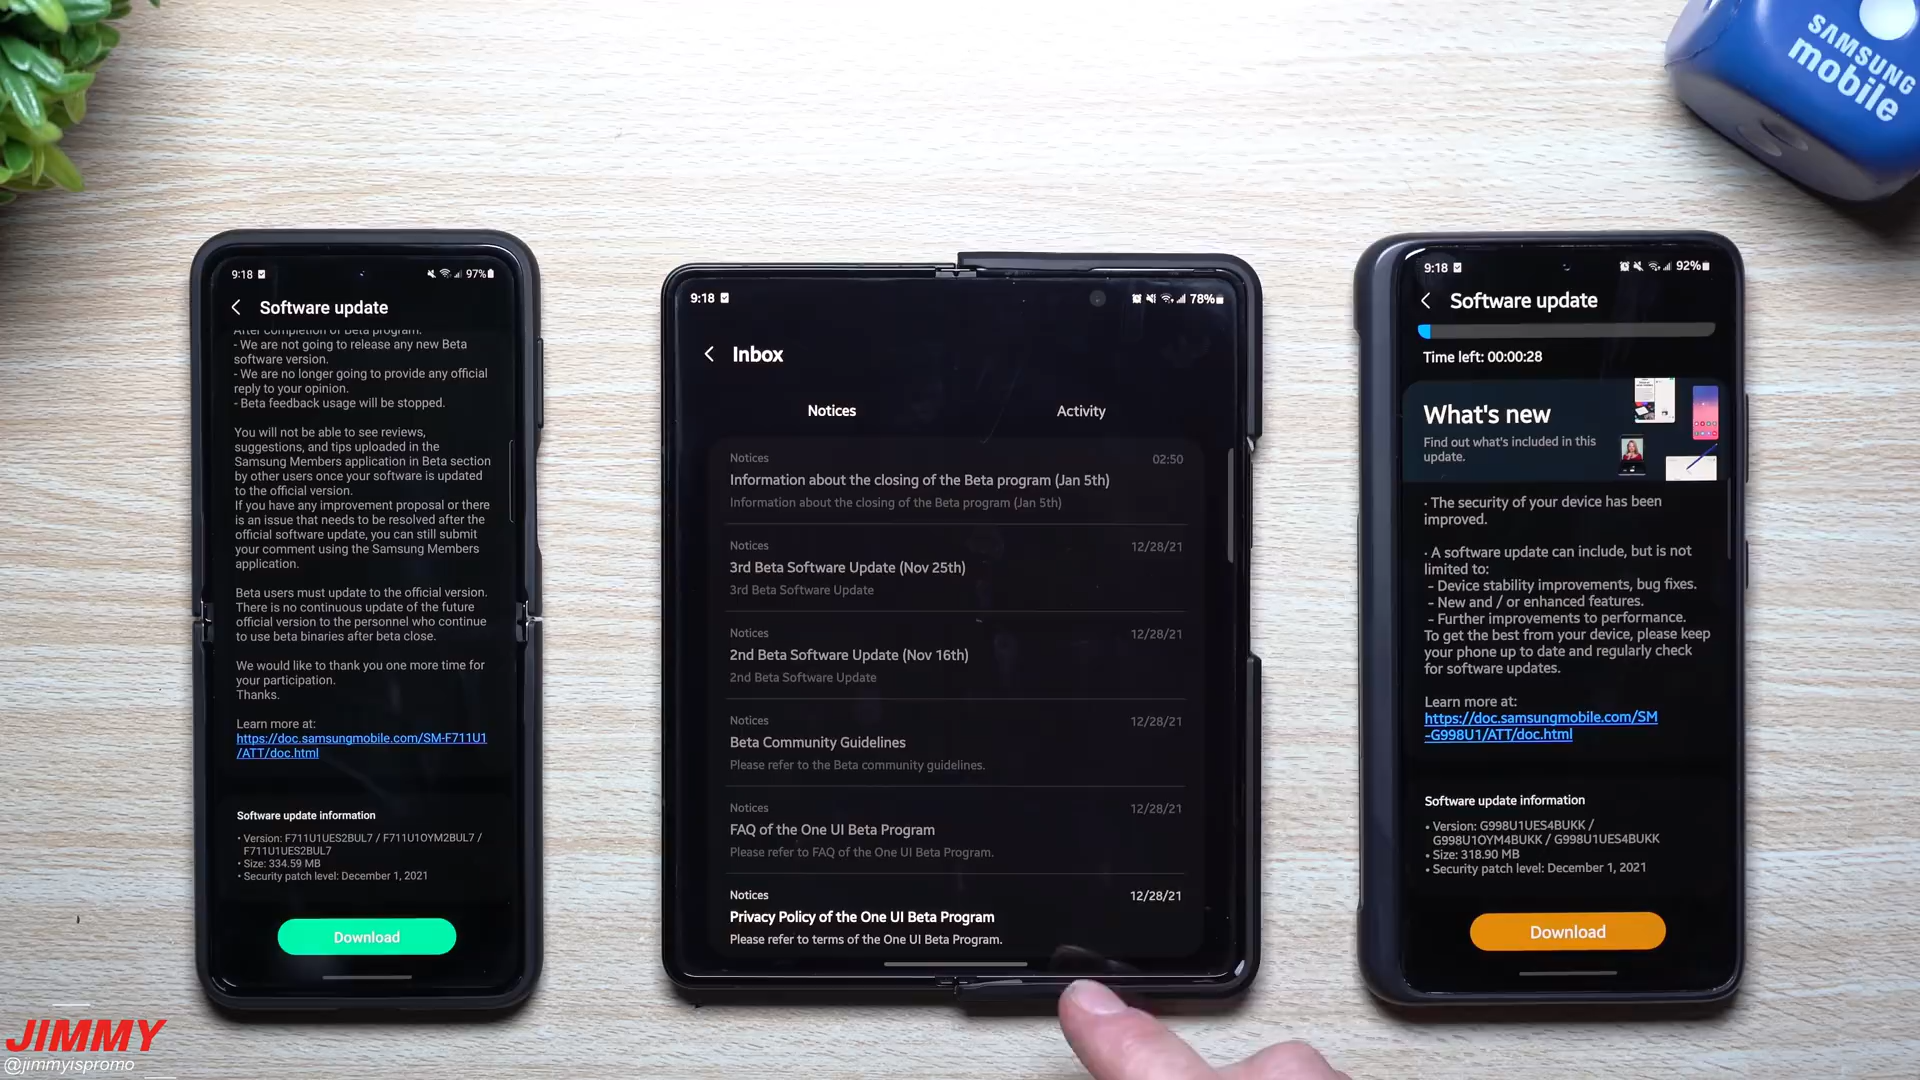 SAMSUNG
mobile
9:18
97%
Software update
After completion of Beta program.
- We are not going to release any new Beta
software version.
- We are no longer going to provide any official
reply to your opinion.
- Beta feedback usage will be stopped.
You will not be able to see reviews,
suggestions, and tips uploaded in the
Samsung Members application in Beta section
by other users once your software is updated
to the official version.
If you have any improvement proposal or there
is an issue that needs to be resolved after the
official software update, you can still submit
your comment using the Samsung Members
application.
Beta users must update to the official version.
There is no continuous update of the future
official version to the personnel who continue
to use beta binaries after beta close.
We would like to thank you one more time for
your participation.
Thanks.
Learn more at:
https://doc.samsungmobile.com/SM-F711U1
/ATT/doc.html
Software update information
• Version: F711U1UES2BUL7 / F711U1OYM2BUL7 /
F711U1UES2BUL7
• Size: 334.59 MB
• Security patch level: December 1, 2021
Download
9:18
78%
Inbox
Notices Activity
Notices 02:50
Information about the closing of the Beta program (Jan 5th)
Information about the closing of the Beta program (Jan 5th)
Notices 12/28/21
3rd Beta Software Update (Nov 25th)
3rd Beta Software Update
Notices 12/28/21
2nd Beta Software Update (Nov 16th)
2nd Beta Software Update
Notices 12/28/21
Beta Community Guidelines
Please refer to the Beta community guidelines.
Notices 12/28/21
FAQ of the One UI Beta Program
Please refer to FAQ of the One UI Beta Program.
Notices 12/28/21
Privacy Policy of the One UI Beta Program
Please refer to terms of the One UI Beta Program.
9:18
92%
Software update
Time left: 00:00:28
What's new
Find out what's included in this
update.
· The security of your device has been
improved.
· A software update can include, but is not
limited to:
- Device stability improvements, bug fixes.
- New and / or enhanced features.
- Further improvements to performance.
To get the best from your device, please keep
your phone up to date and regularly check
for software updates.
Learn more at:
https://doc.samsungmobile.com/SM
-G998U1/ATT/doc.html
Software update information
• Version: G998U1UES4BUKK /
G998U1OYM4BUKK / G998U1UES4BUKK
• Size: 318.90 MB
• Security patch level: December 1, 2021
Download
JIMMY
@jimmyispromo